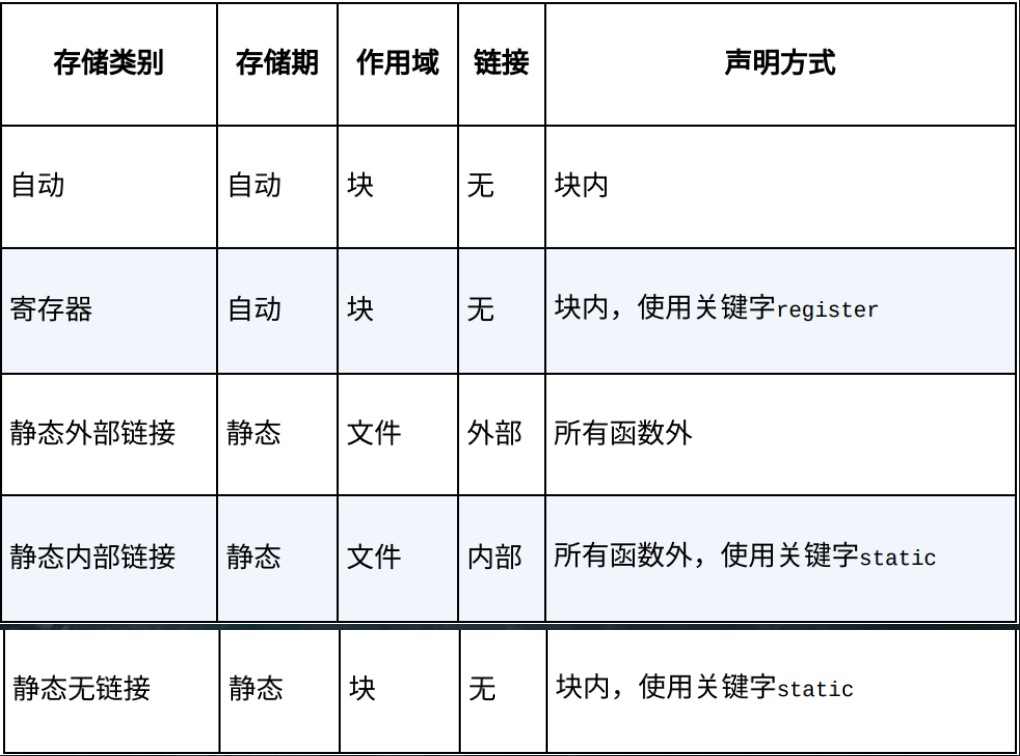 存储类别 存储期 作用域 链接 声明方式
自动 自动 块 无 块内
寄存器 自动 块 无 块内，使用关键字register
静态外部链接 静态 文件 外部 所有函数外
静态内部链接 静态 文件 内部 所有函数外，使用关键字static
静态无链接 静态 块 无 块内，使用关键字static